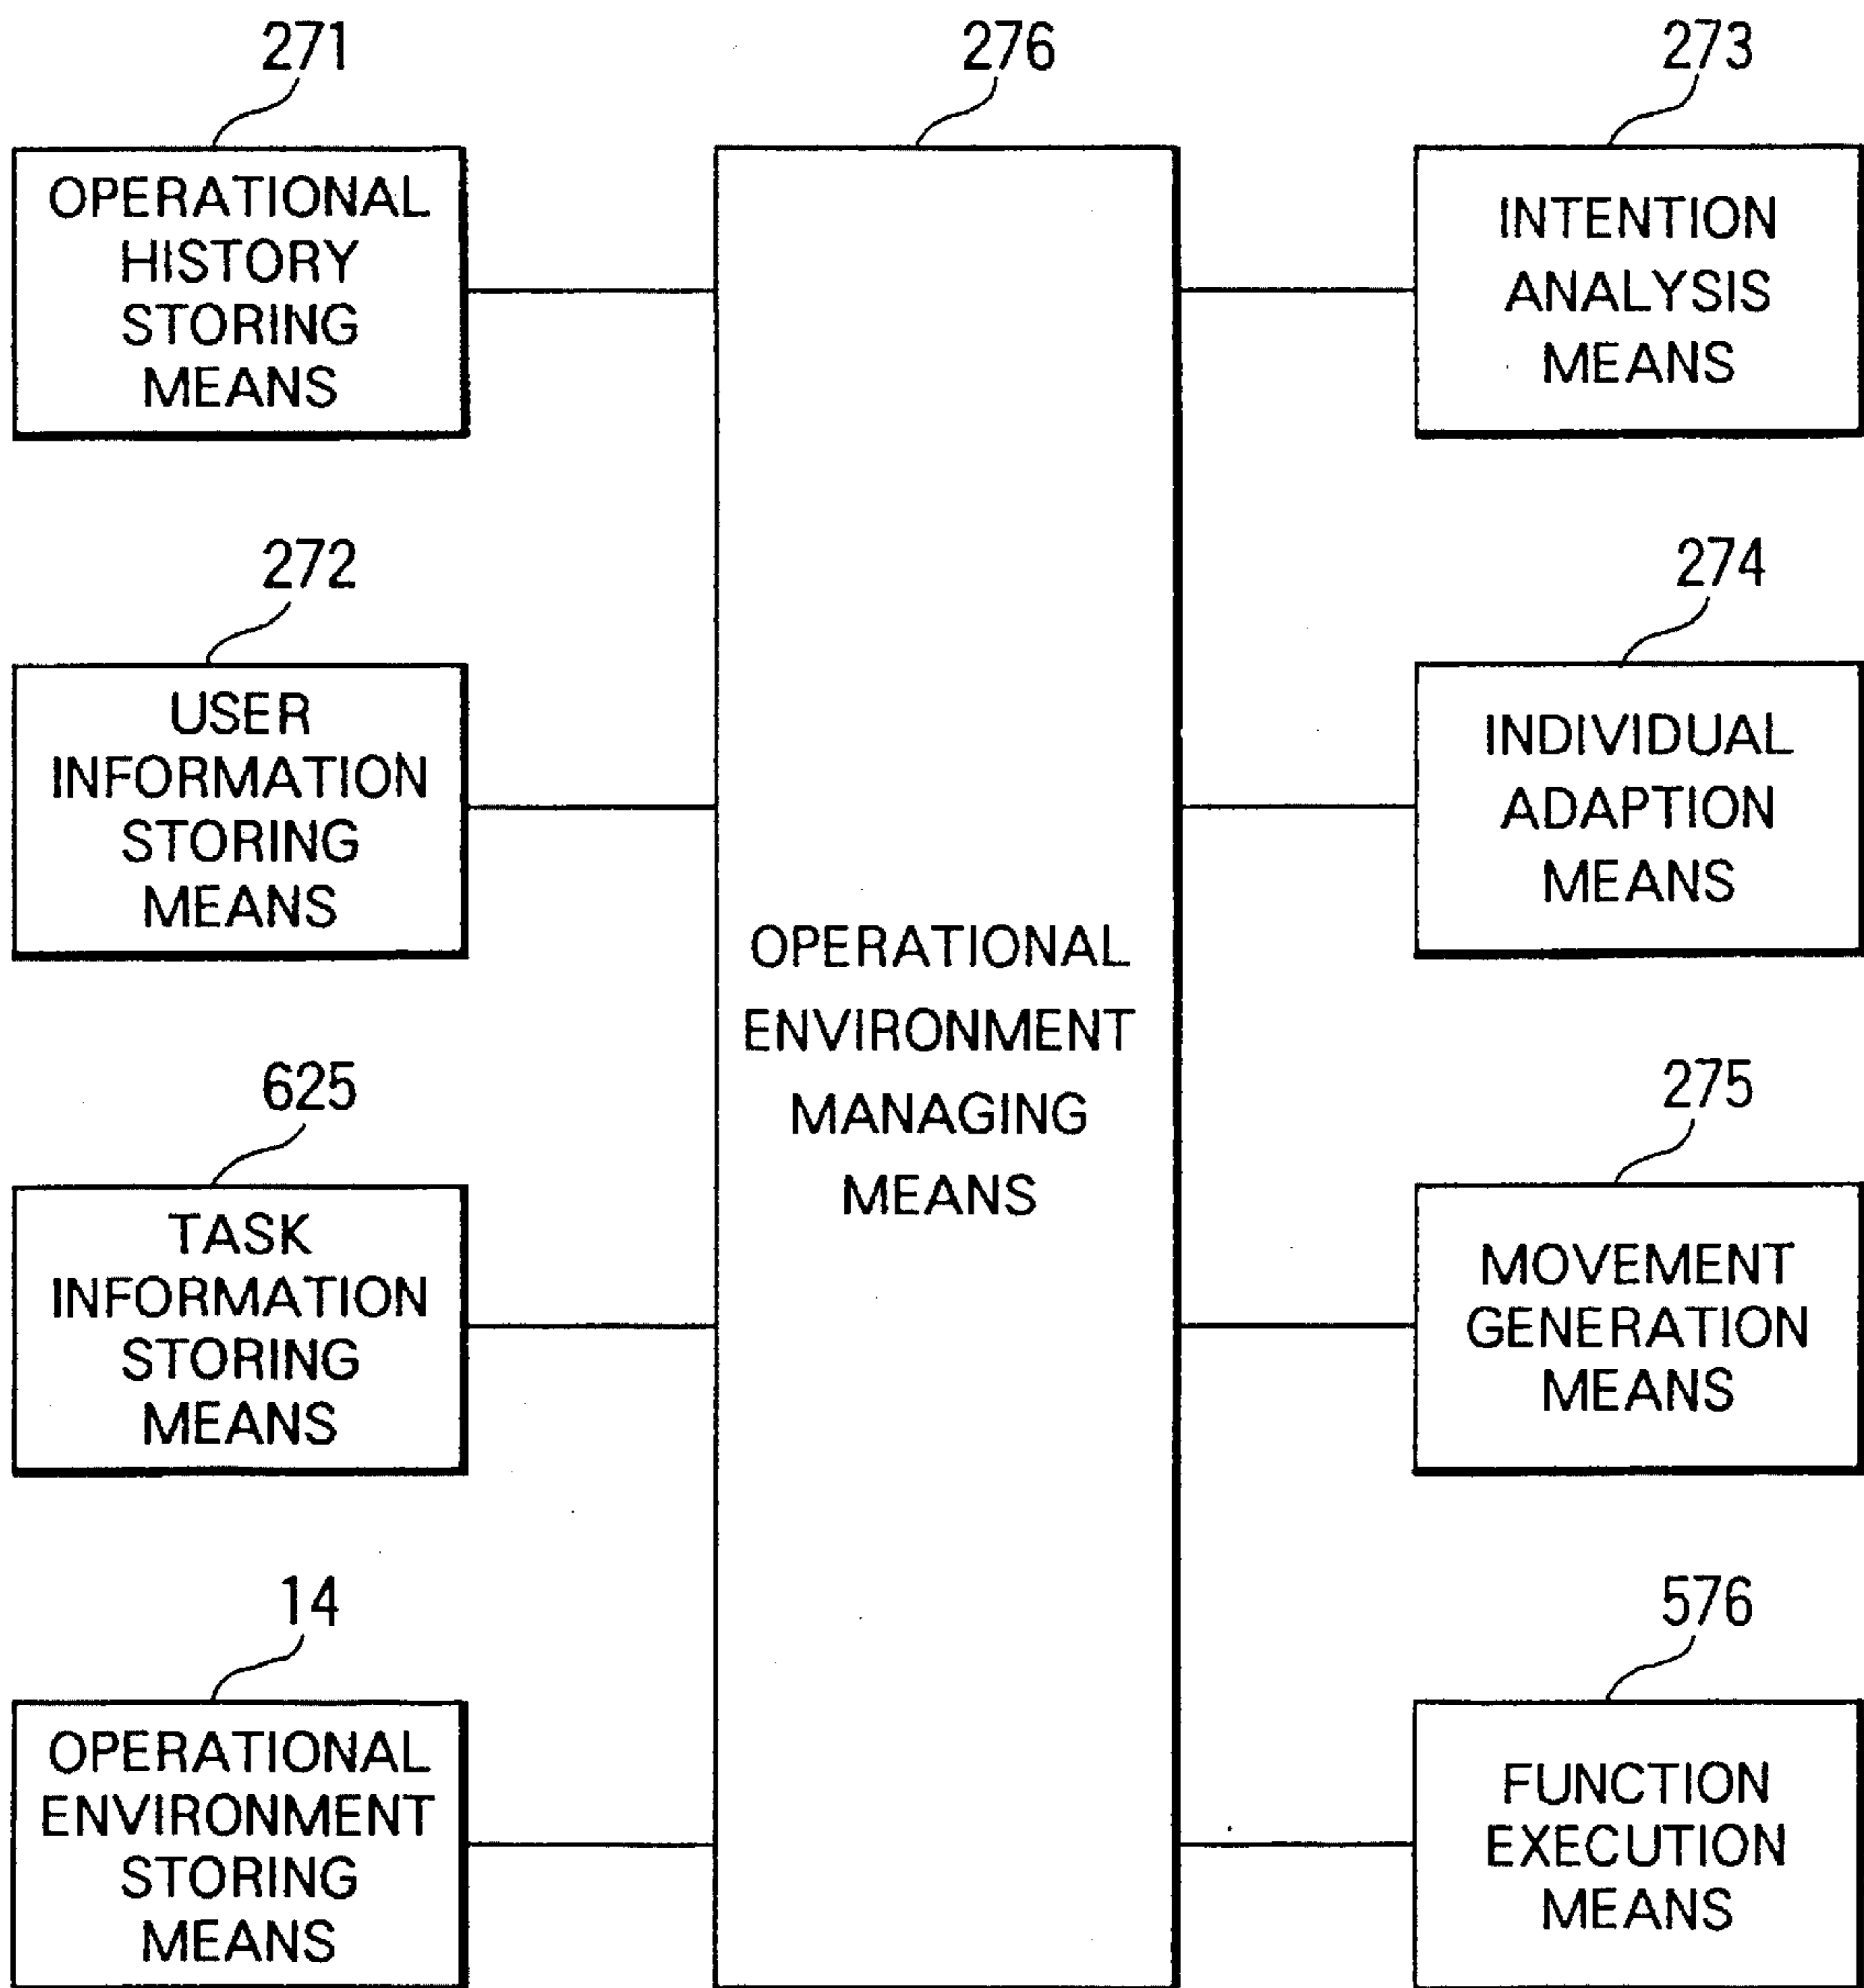 271
OPERATIONAL
HISTORY
STORING
MEANS
272
USER
INFORMATION
STORING
MEANS
625
TASK
INFORMATION
STORING
MEANS
14
OPERATIONAL
ENVIRONMENT
STORING
MEANS
276
OPERATIONAL
ENVIRONMENT
MANAGING
MEANS
273
INTENTION
ANALYSIS
MEANS
274
INDIVIDUAL
ADAPTION
MEANS
275
MOVEMENT
GENERATION
MEANS
576
FUNCTION
EXECUTION
MEANS